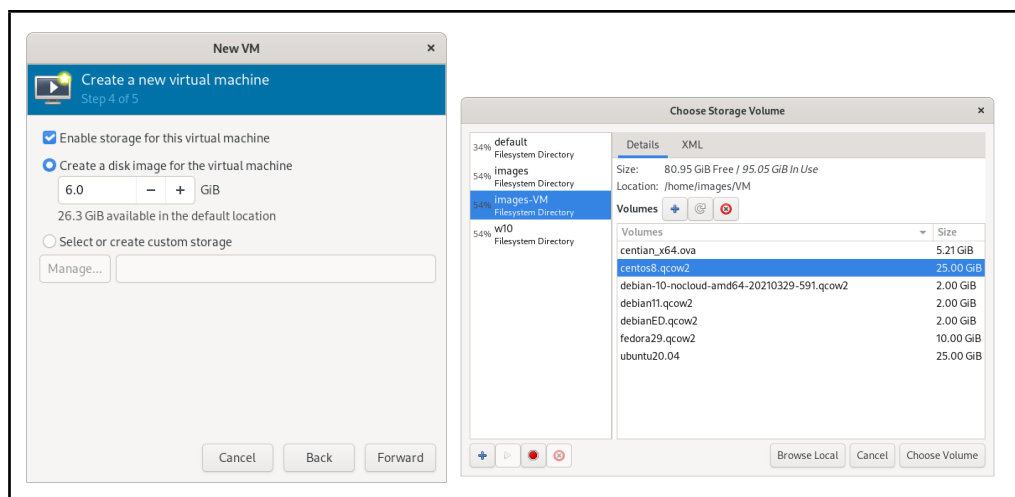 New VM
×
Create a new virtual machine
Step 4 of 5
Enable storage for this virtual machine
Create a disk image for the virtual machine
6.0 − + GiB
26.3 GiB available in the default location
Select or create custom storage
Manage...
Cancel Back Forward
Choose Storage Volume
×
34% default
Filesystem Directory
54% images
Filesystem Directory
54% images-VM
Filesystem Directory
54% w10
Filesystem Directory
Details XML
Size: 80.95 GiB Free / 95.05 GiB In Use
Location: /home/images/VM
Volumes
Volumes Size
centian_x64.ova 5.21 GiB
centos8.qcow2 25.00 GiB
debian-10-nocloud-amd64-20210329-591.qcow2 2.00 GiB
debian11.qcow2 2.00 GiB
debianED.qcow2 2.00 GiB
fedora29.qcow2 10.00 GiB
ubuntu20.04 25.00 GiB
Browse Local Cancel Choose Volume